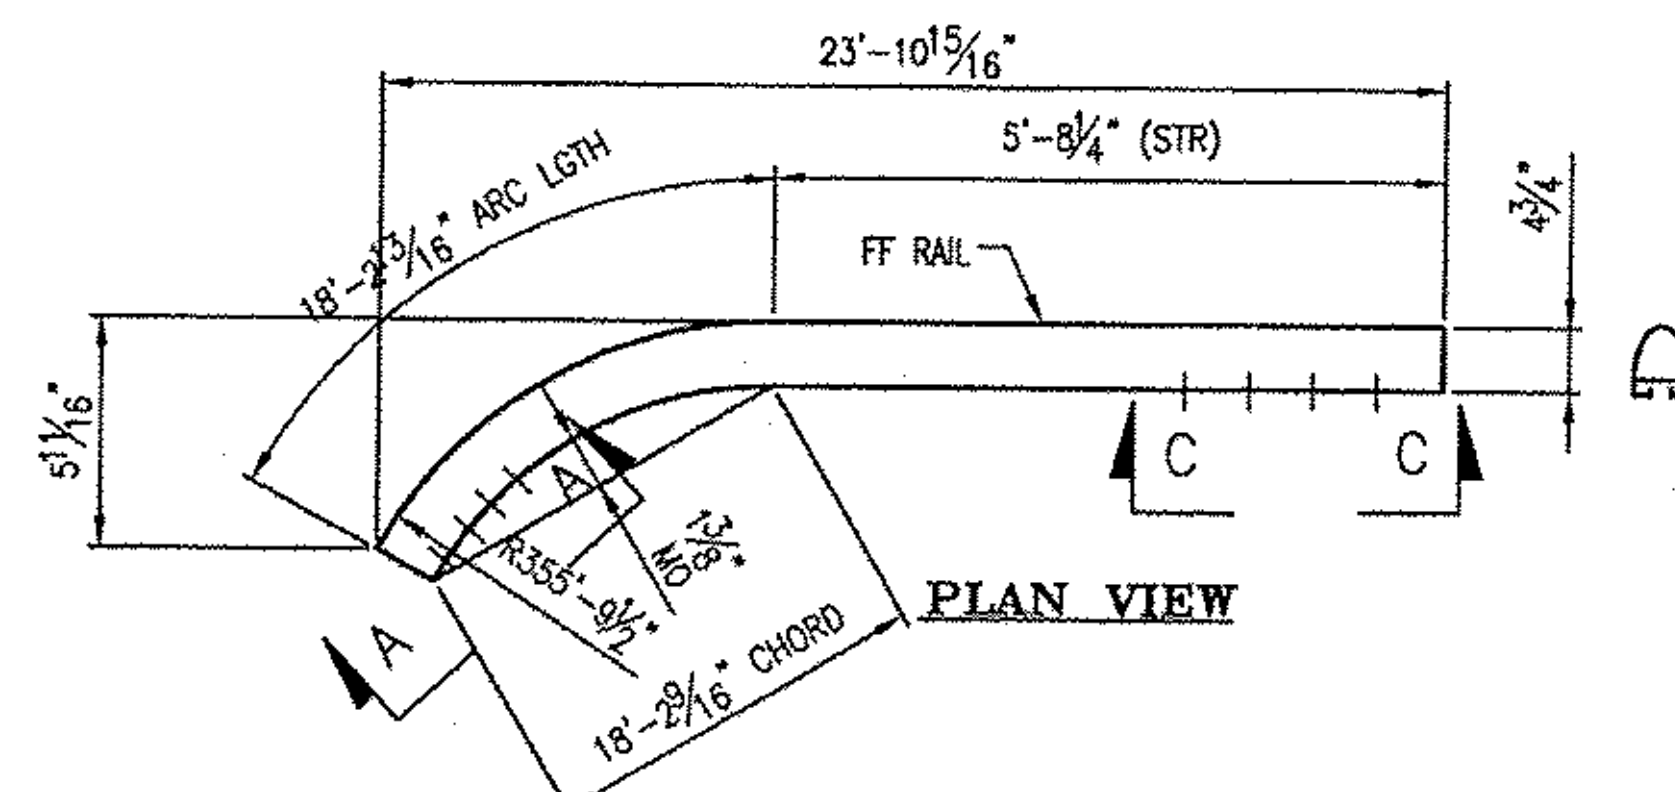 23'-10 15/16"
5'-8 1/4" (STR)
18'-2 13/16" ARC LGTH
4 3/4"
FF RAIL
5 11/16"
C
C
A
R355'-9 1/2"
MO
1 3/8"
PLAN VIEW
A
18'-2 9/16" CHORD